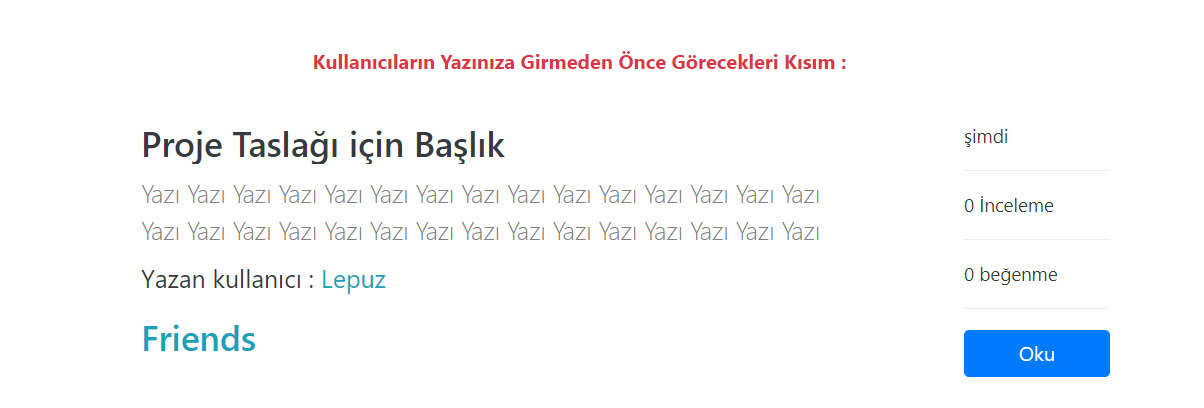 Kullanıcıların Yazınıza Girmeden Önce Görecekleri Kısım :
Proje Taslağı için Başlık
Yazı Yazı Yazı Yazı Yazı Yazı Yazı Yazı Yazı Yazı Yazı Yazı Yazı Yazı Yazı
Yazı Yazı Yazı Yazı Yazı Yazı Yazı Yazı Yazı Yazı Yazı Yazı Yazı Yazı Yazı
Yazan kullanıcı : Lepuz
Friends
şimdi
0 İnceleme
0 beğenme
Oku